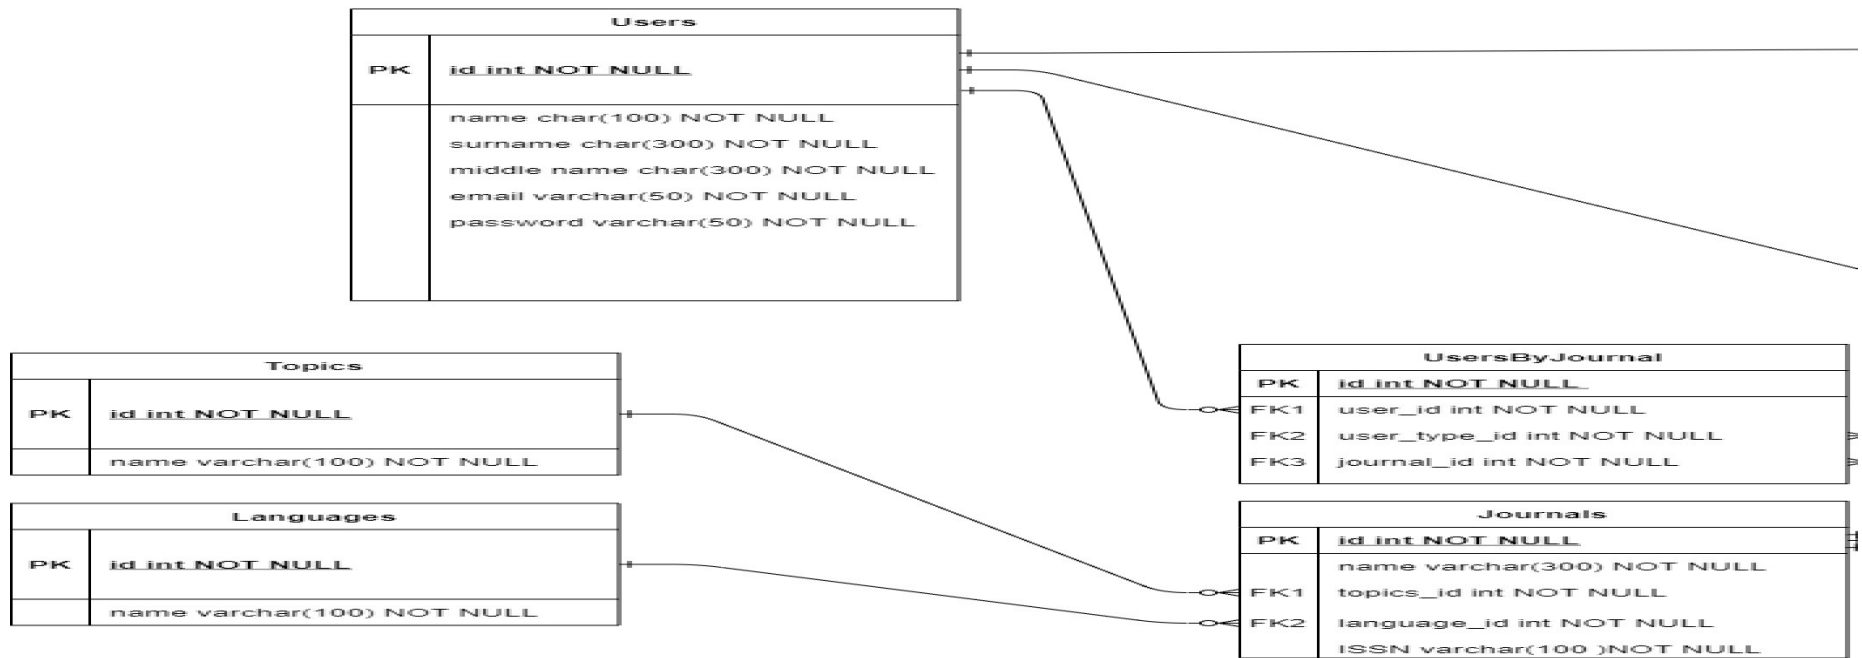 Users
PK id int NOT NULL
name char(100) NOT NULL
surname char(300) NOT NULL
middle name char(300) NOT NULL
email varchar(50) NOT NULL
password varchar(50) NOT NULL
Topics
PK id int NOT NULL
name varchar(100) NOT NULL
Languages
PK id int NOT NULL
name varchar(100) NOT NULL
UsersByJournal
PK id int NOT NULL
FK1 user_id int NOT NULL
FK2 user_type_id int NOT NULL
FK3 journal_id int NOT NULL
Journals
PK id int NOT NULL
name varchar(300) NOT NULL
FK1 topics_id int NOT NULL
FK2 language_id int NOT NULL
ISSN varchar(100 )NOT NULL